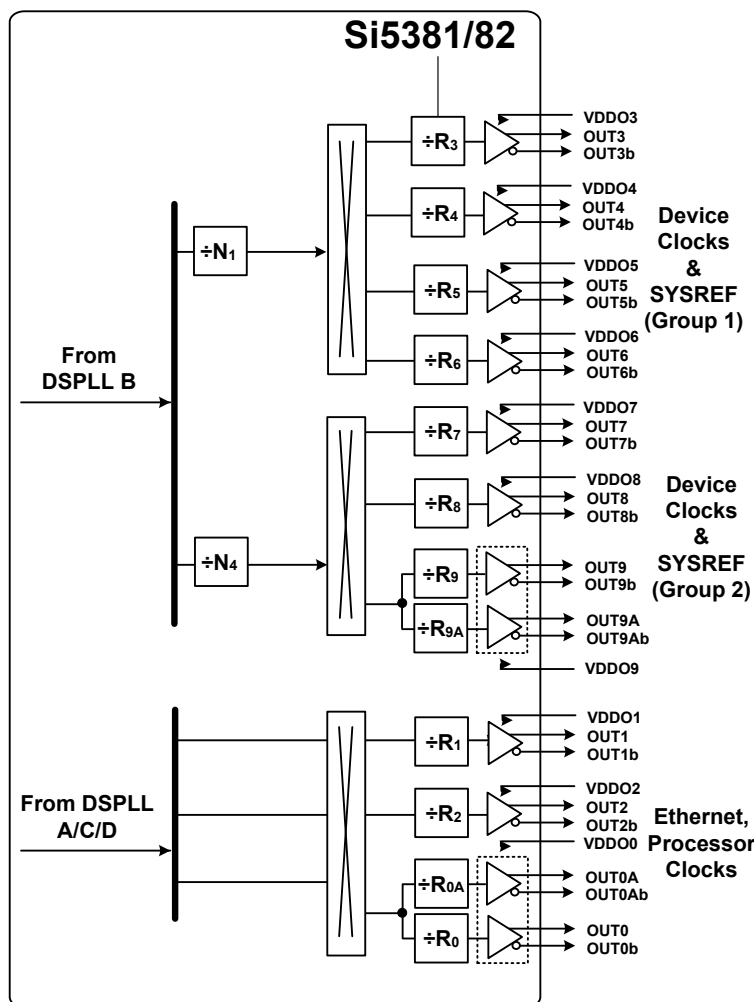 Si5381/82
÷R3
VDDO3
OUT3
OUT3b
÷R4
VDDO4
OUT4
OUT4b
÷N1
÷R5
VDDO5
OUT5
OUT5b
÷R6
VDDO6
OUT6
OUT6b
Device
Clocks
&
SYSREF
(Group 1)
From
DSPLL B
÷R7
VDDO7
OUT7
OUT7b
÷R8
VDDO8
OUT8
OUT8b
÷N4
÷R9
OUT9
OUT9b
÷R9A
OUT9A
OUT9Ab
VDDO9
Device
Clocks
&
SYSREF
(Group 2)
From DSPLL
A/C/D
÷R1
VDDO1
OUT1
OUT1b
÷R2
VDDO2
OUT2
OUT2b
VDDO0
÷R0A
OUT0A
OUT0Ab
÷R0
OUT0
OUT0b
Ethernet,
Processor
Clocks